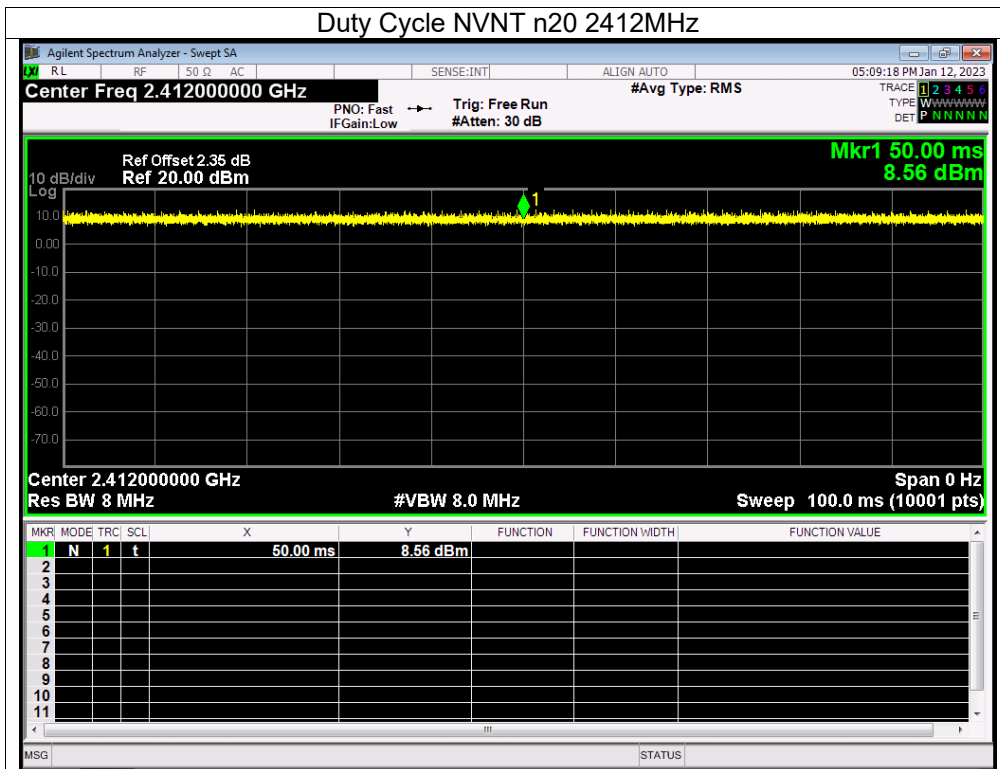 Duty Cycle NVNT n20 2412MHz
Agilent Spectrum Analyzer - Swept SA
LXI RL RF 50 Ω AC SENSE:INT ALIGN AUTO 05:09:18 PM Jan 12, 2023
Center Freq 2.412000000 GHz #Avg Type: RMS TRACE 1 2 3 4 5 6
PNO: Fast Trig: Free Run TYPE WWWWWW
IFGain:Low #Atten: 30 dB DET P N N N N N
Mkr1 50.00 ms
8.56 dBm
Ref Offset 2.35 dB
10 dB/div Ref 20.00 dBm
Log
1
10.0
0.00
-10.0
-20.0
-30.0
-40.0
-50.0
-60.0
-70.0
Center 2.412000000 GHz Span 0 Hz
Res BW 8 MHz #VBW 8.0 MHz Sweep 100.0 ms (10001 pts)
MKR MODE TRC SCL X Y FUNCTION FUNCTION WIDTH FUNCTION VALUE
1 N 1 t 50.00 ms 8.56 dBm
2
3
4
5
6
7
8
9
10
11
MSG STATUS